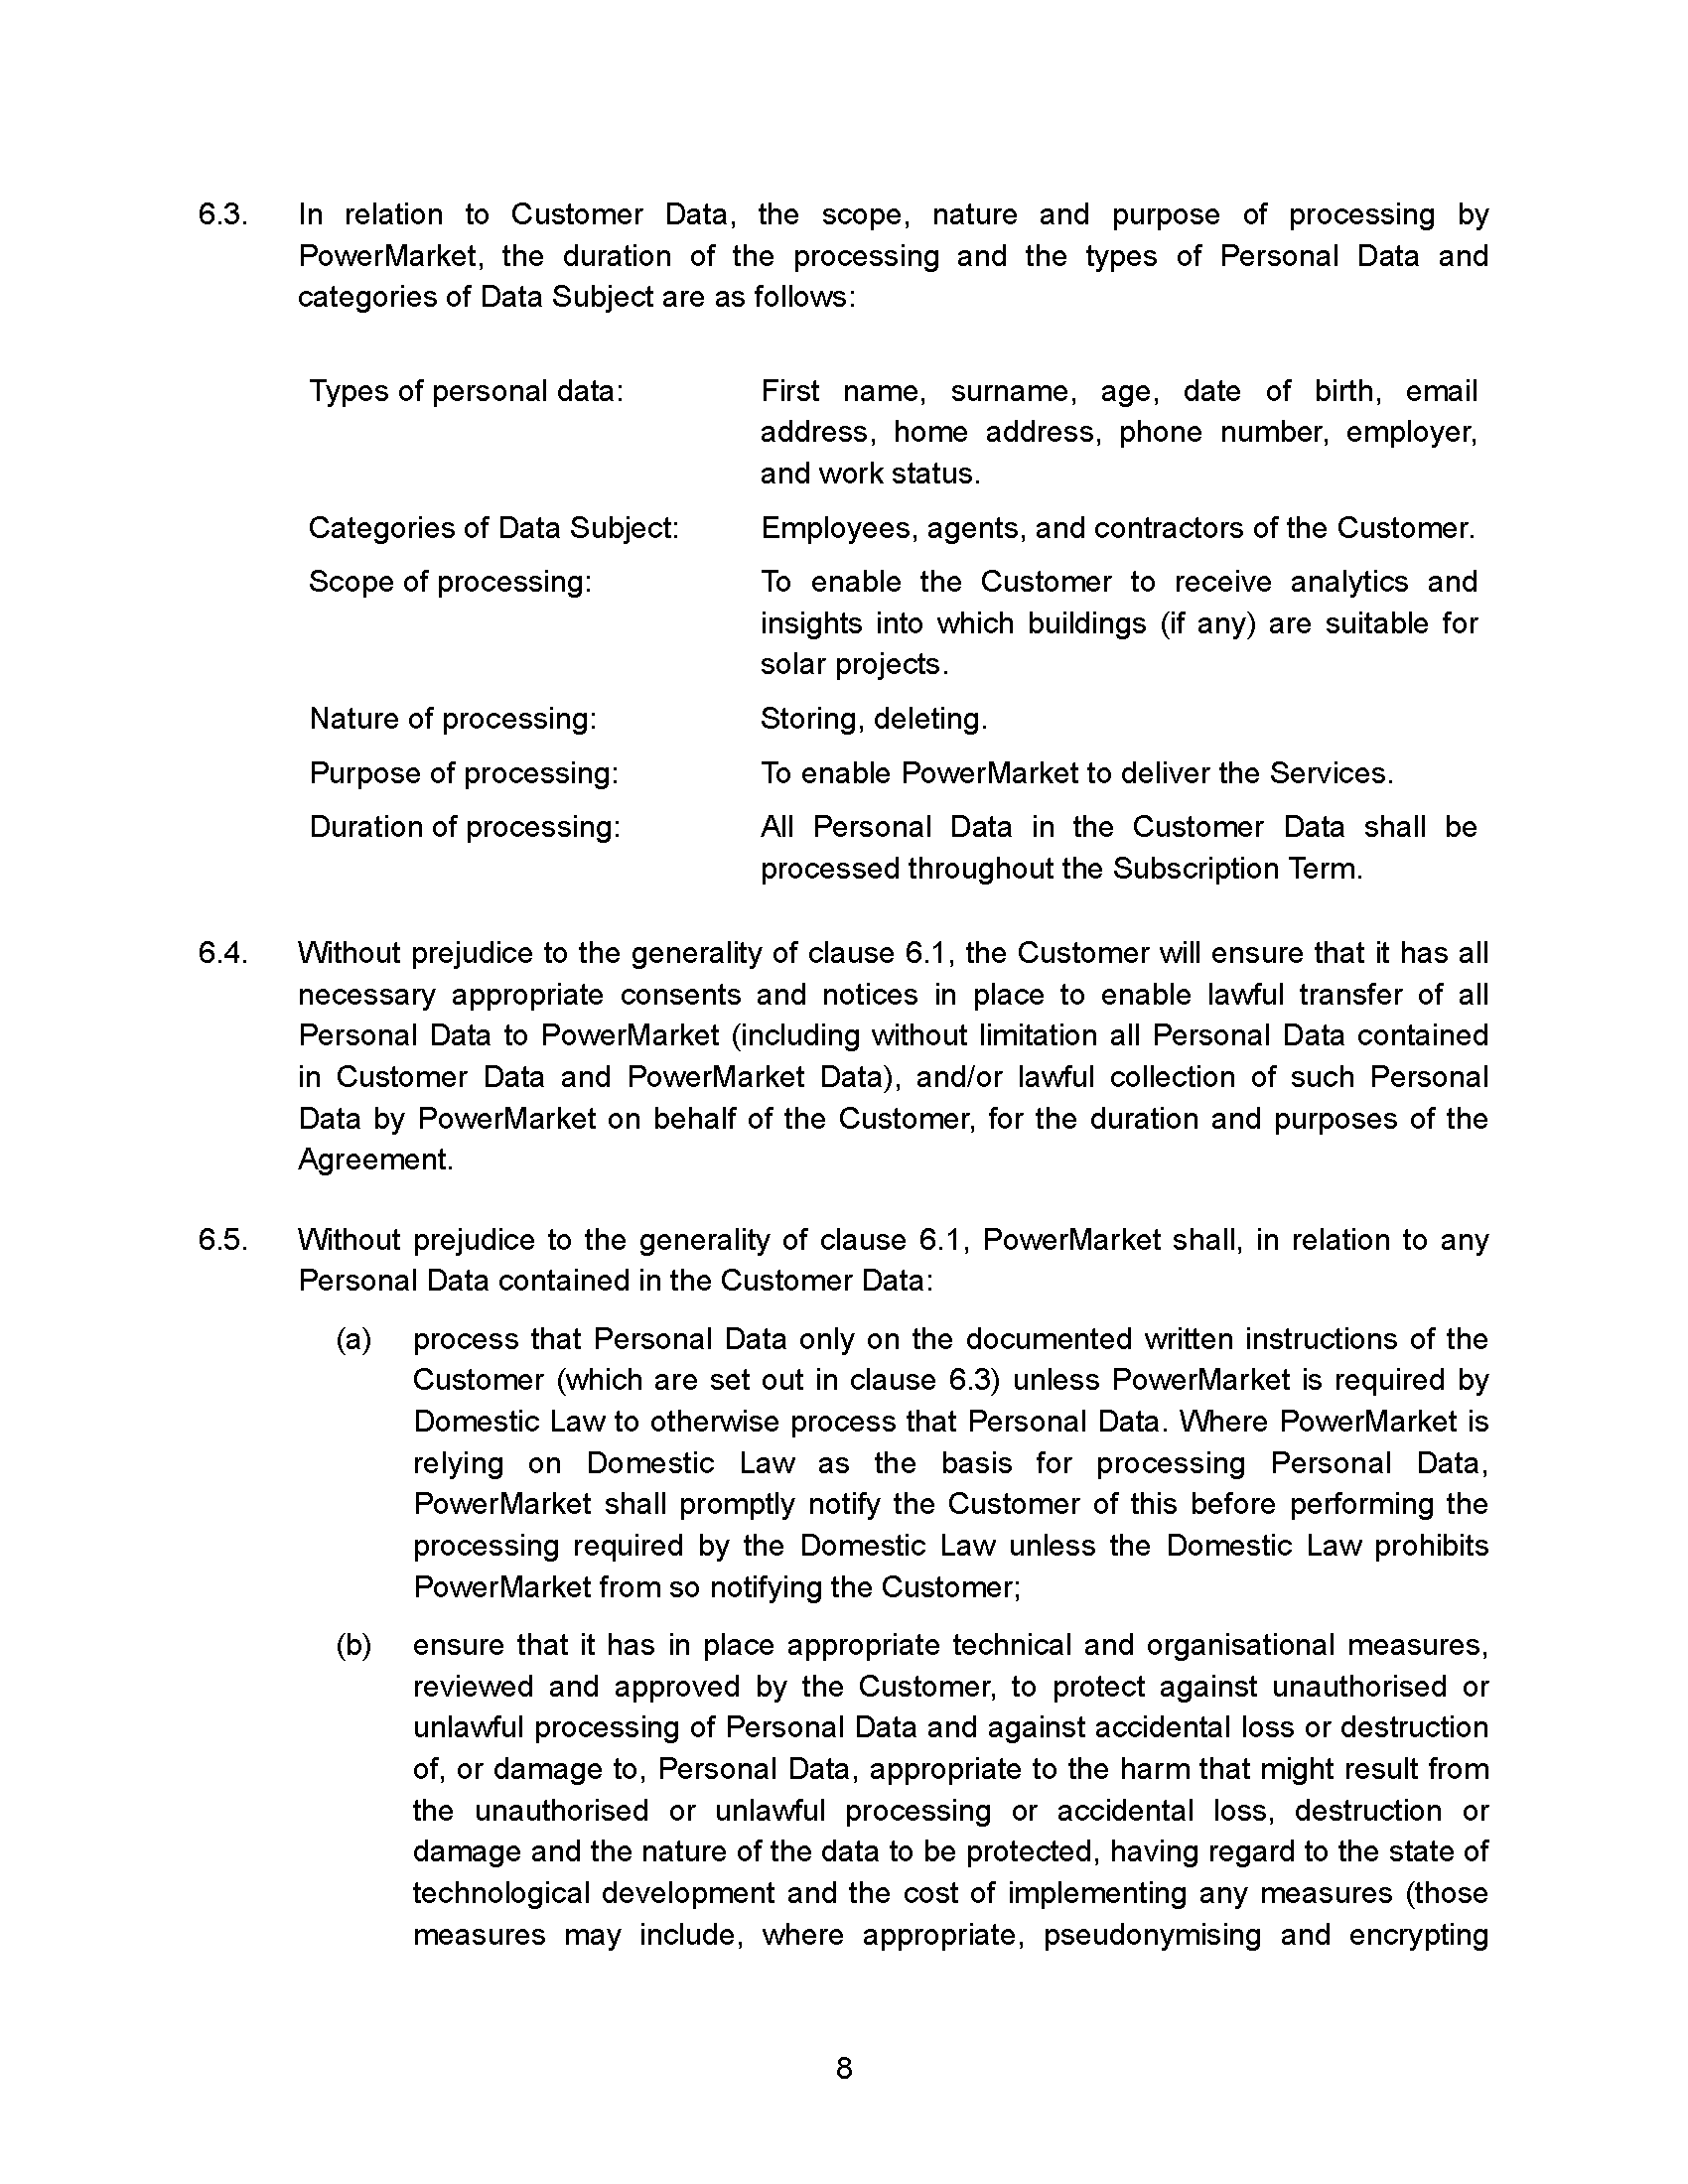 6.3. In relation to Customer Data, the scope, nature and purpose of processing by
PowerMarket, the duration of the processing and the types of Personal Data and
categories of Data Subject are as follows:
Types of personal data: First name, surname, age, date of birth, email
address, home address, phone number, employer,
and work status.
Categories of Data Subject: Employees, agents, and contractors of the Customer.
Scope of processing: To enable the Customer to receive analytics and
insights into which buildings (if any) are suitable for
solar projects.
Nature of processing: Storing, deleting.
Purpose of processing: To enable PowerMarket to deliver the Services.
Duration of processing: All Personal Data in the Customer Data shall be
processed throughout the Subscription Term.
6.4. Without prejudice to the generality of clause 6.1, the Customer will ensure that it has all
necessary appropriate consents and notices in place to enable lawful transfer of all
Personal Data to PowerMarket (including without limitation all Personal Data contained
in Customer Data and PowerMarket Data), and/or lawful collection of such Personal
Data by PowerMarket on behalf of the Customer, for the duration and purposes of the
Agreement.
6.5. Without prejudice to the generality of clause 6.1, PowerMarket shall, in relation to any
Personal Data contained in the Customer Data:
(a) process that Personal Data only on the documented written instructions of the
Customer (which are set out in clause 6.3) unless PowerMarket is required by
Domestic Law to otherwise process that Personal Data. Where PowerMarket is
relying on Domestic Law as the basis for processing Personal Data,
PowerMarket shall promptly notify the Customer of this before performing the
processing required by the Domestic Law unless the Domestic Law prohibits
PowerMarket from so notifying the Customer;
(b) ensure that it has in place appropriate technical and organisational measures,
reviewed and approved by the Customer, to protect against unauthorised or
unlawful processing of Personal Data and against accidental loss or destruction
of, or damage to, Personal Data, appropriate to the harm that might result from
the unauthorised or unlawful processing or accidental loss, destruction or
damage and the nature of the data to be protected, having regard to the state of
technological development and the cost of implementing any measures (those
measures may include, where appropriate, pseudonymising and encrypting
8